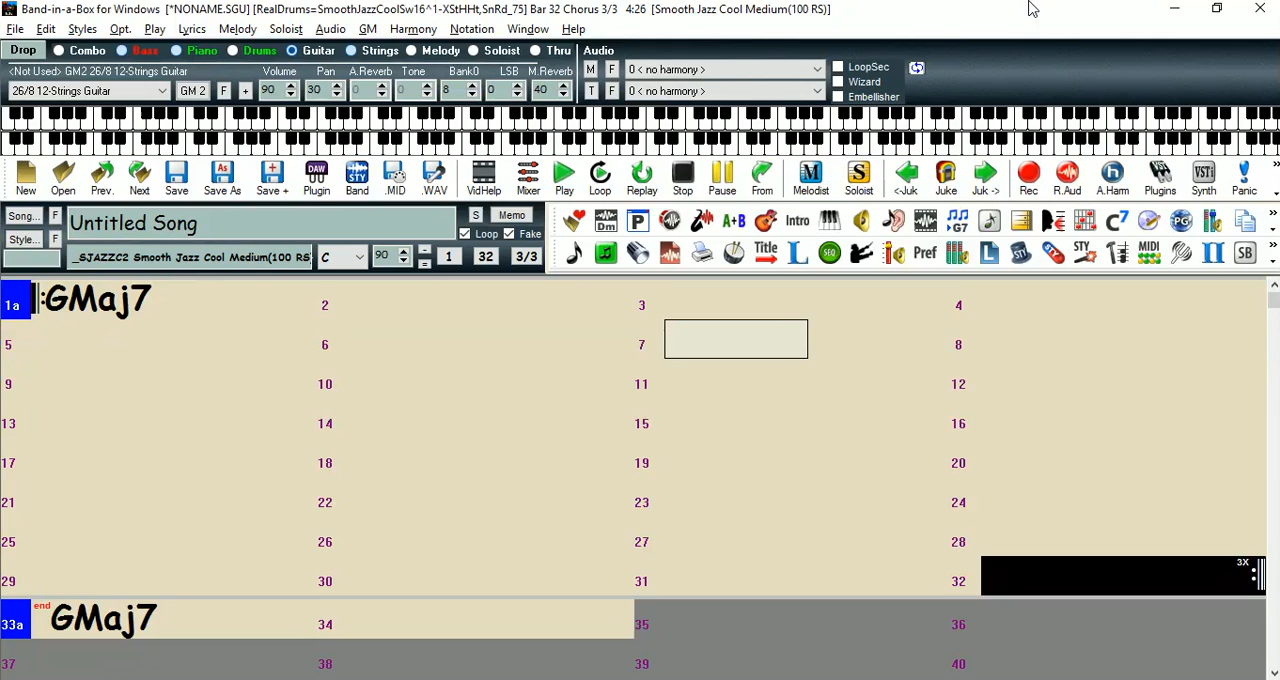 Band-in-a-Box for Windows [*NONAME.SGU] [RealDrums=SmoothJazzCoolSw16^1-XStHHt,SnRd_75] Bar 32 Chorus 3/3 4:26 [Smooth Jazz Cool Medium(100 RS)]
File Edit Styles Opt. Play Lyrics Melody Soloist Audio GM Harmony Notation Window Help
Drop Combo Bass Piano Drums Guitar Strings Melody Soloist Thru Audio
<Not Used> GM2 26/8 12-Strings Guitar Volume Pan A.Reverb Tone Bank0 LSB M.Reverb M F 0 < no harmony > LoopSec
Wizard
26/8 12-Strings Guitar GM 2 F + 90 30 0 0 8 0 40 T F 0 < no harmony > Embellisher
New Open Prev. Next Save Save As Save + DAW Plugin Band .MID .WAV VidHelp Mixer Play Loop Replay Stop Pause From Melodist Soloist <Juk Juke Juk -> Rec R.Aud A.Ham Plugins Synth Panic
Song... F Untitled Song S Memo
Loop Fake
A+B Intro G7 C7
Style... F _SJAZZC2 Smooth Jazz Cool Medium(100 RS) C 90 1 32 3/3
Title SEQ Pref STY MIDI SB
1a GMaj7 2 3 4
5 6 7 8
9 10 11 12
13 14 15 16
17 18 19 20
21 22 23 24
25 26 27 28
29 30 31 32 3X
33a end GMaj7 34 35 36
37 38 39 40